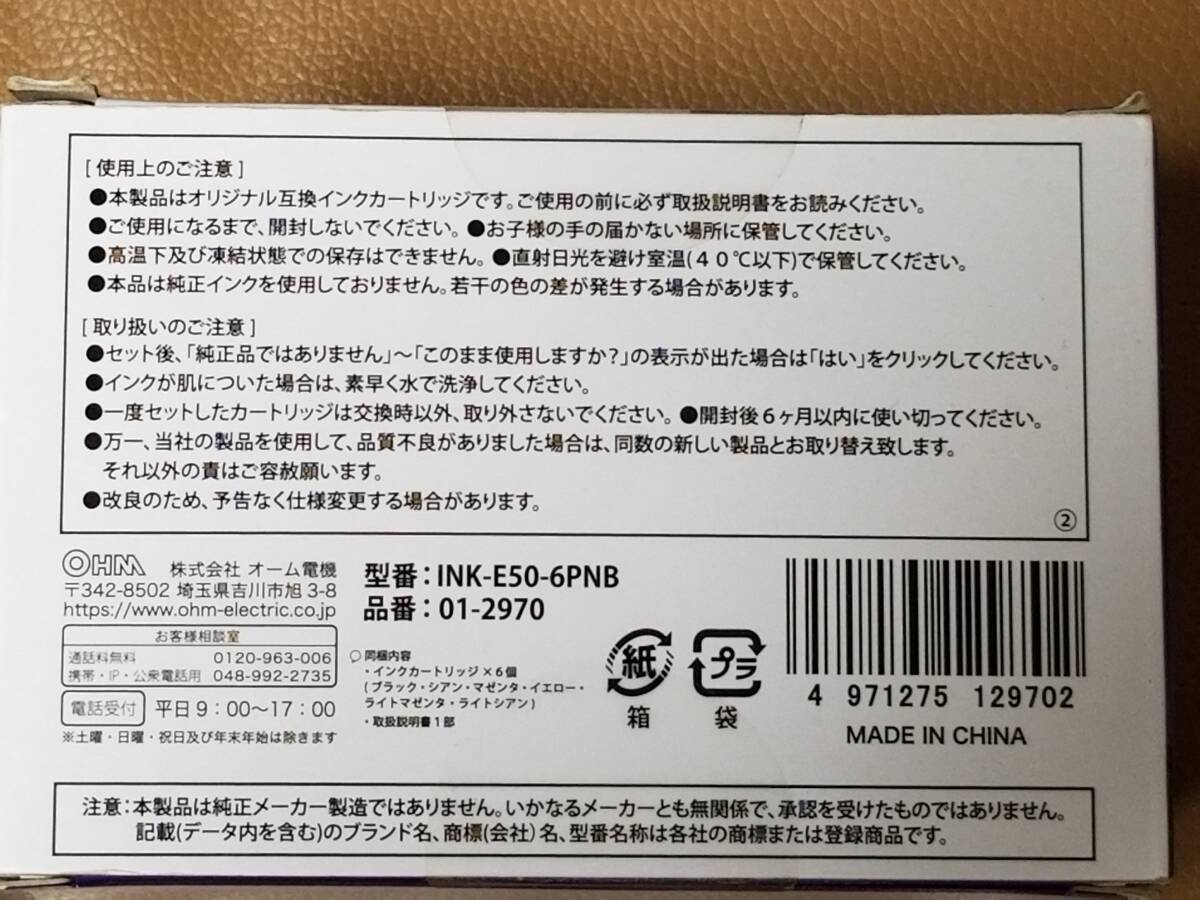 [ 使用上のご注意 ]
●本製品はオリジナル互換インクカートリッジです。ご使用の前に必ず取扱説明書をお読みください。
●ご使用になるまで、開封しないでください。 ●お子様の手の届かない場所に保管してください。
●高温下及び凍結状態での保存はできません。 ●直射日光を避け室温(40℃以下)で保管してください。
●本品は純正インクを使用しておりません。若干の色の差が発生する場合があります。
[ 取り扱いのご注意 ]
●セット後、「純正品ではありません」〜「このまま使用しますか?」の表示が出た場合は「はい」をクリックしてください。
●インクが肌についた場合は、素早く水で洗浄してください。
●一度セットしたカートリッジは交換時以外、取り外さないでください。 ●開封後6ヶ月以内に使い切ってください。
●万一、当社の製品を使用して、品質不良がありました場合は、同数の新しい製品とお取り替え致します。
それ以外の責はご容赦願います。
●改良のため、予告なく仕様変更する場合があります。
②
OHM 株式会社 オーム電機
〒342-8502 埼玉県吉川市旭 3-8
https://www.ohm-electric.co.jp
お客様相談室
通話料無料 0120-963-006
携帯・IP・公衆電話用 048-992-2735
電話受付 平日 9:00〜17:00
※土曜・日曜・祝日及び年末年始は除きます
型番:INK-E50-6PNB
品番:01-2970
同梱内容
・インクカートリッジ×6個
(ブラック・シアン・マゼンタ・イエロー・
ライトマゼンタ・ライトシアン)
・取扱説明書1部
紙
箱
プラ
袋
4 971275 129702
MADE IN CHINA
注意:本製品は純正メーカー製造ではありません。いかなるメーカーとも無関係で、承認を受けたものではありません。
記載(データ内を含む)のブランド名、商標(会社)名、型番名称は各社の商標または登録商品です。